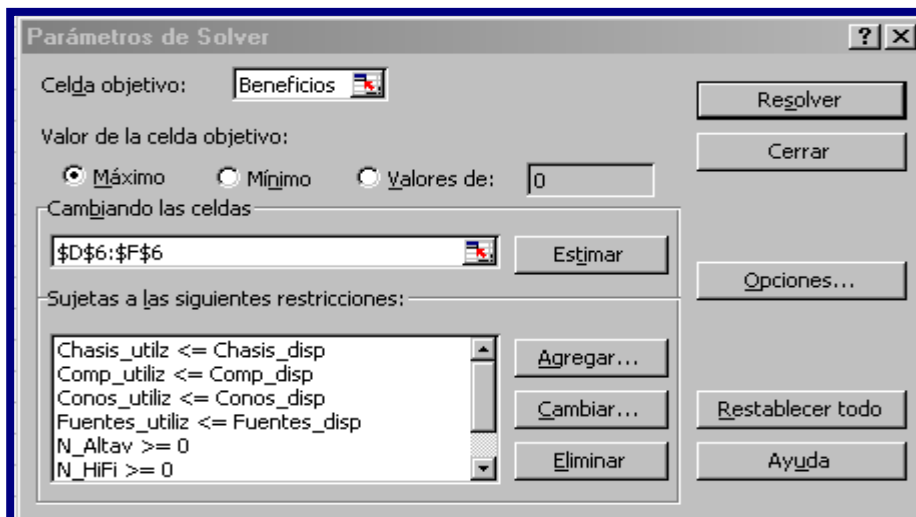 Parámetros de Solver
Celda objetivo: Beneficios
Resolver
Valor de la celda objetivo:
Cerrar
Máximo Mínimo Valores de: 0
Cambiando las celdas
$D$6:$F$6 Estimar
Opciones...
Sujetas a las siguientes restricciones:
Chasis_utilz <= Chasis_disp
Comp_utiliz <= Comp_disp
Conos_utiliz <= Conos_disp
Fuentes_utiliz <= Fuentes_disp
N_Altav >= 0
N_HiFi >= 0
Agregar...
Cambiar...
Eliminar
Restablecer todo
Ayuda